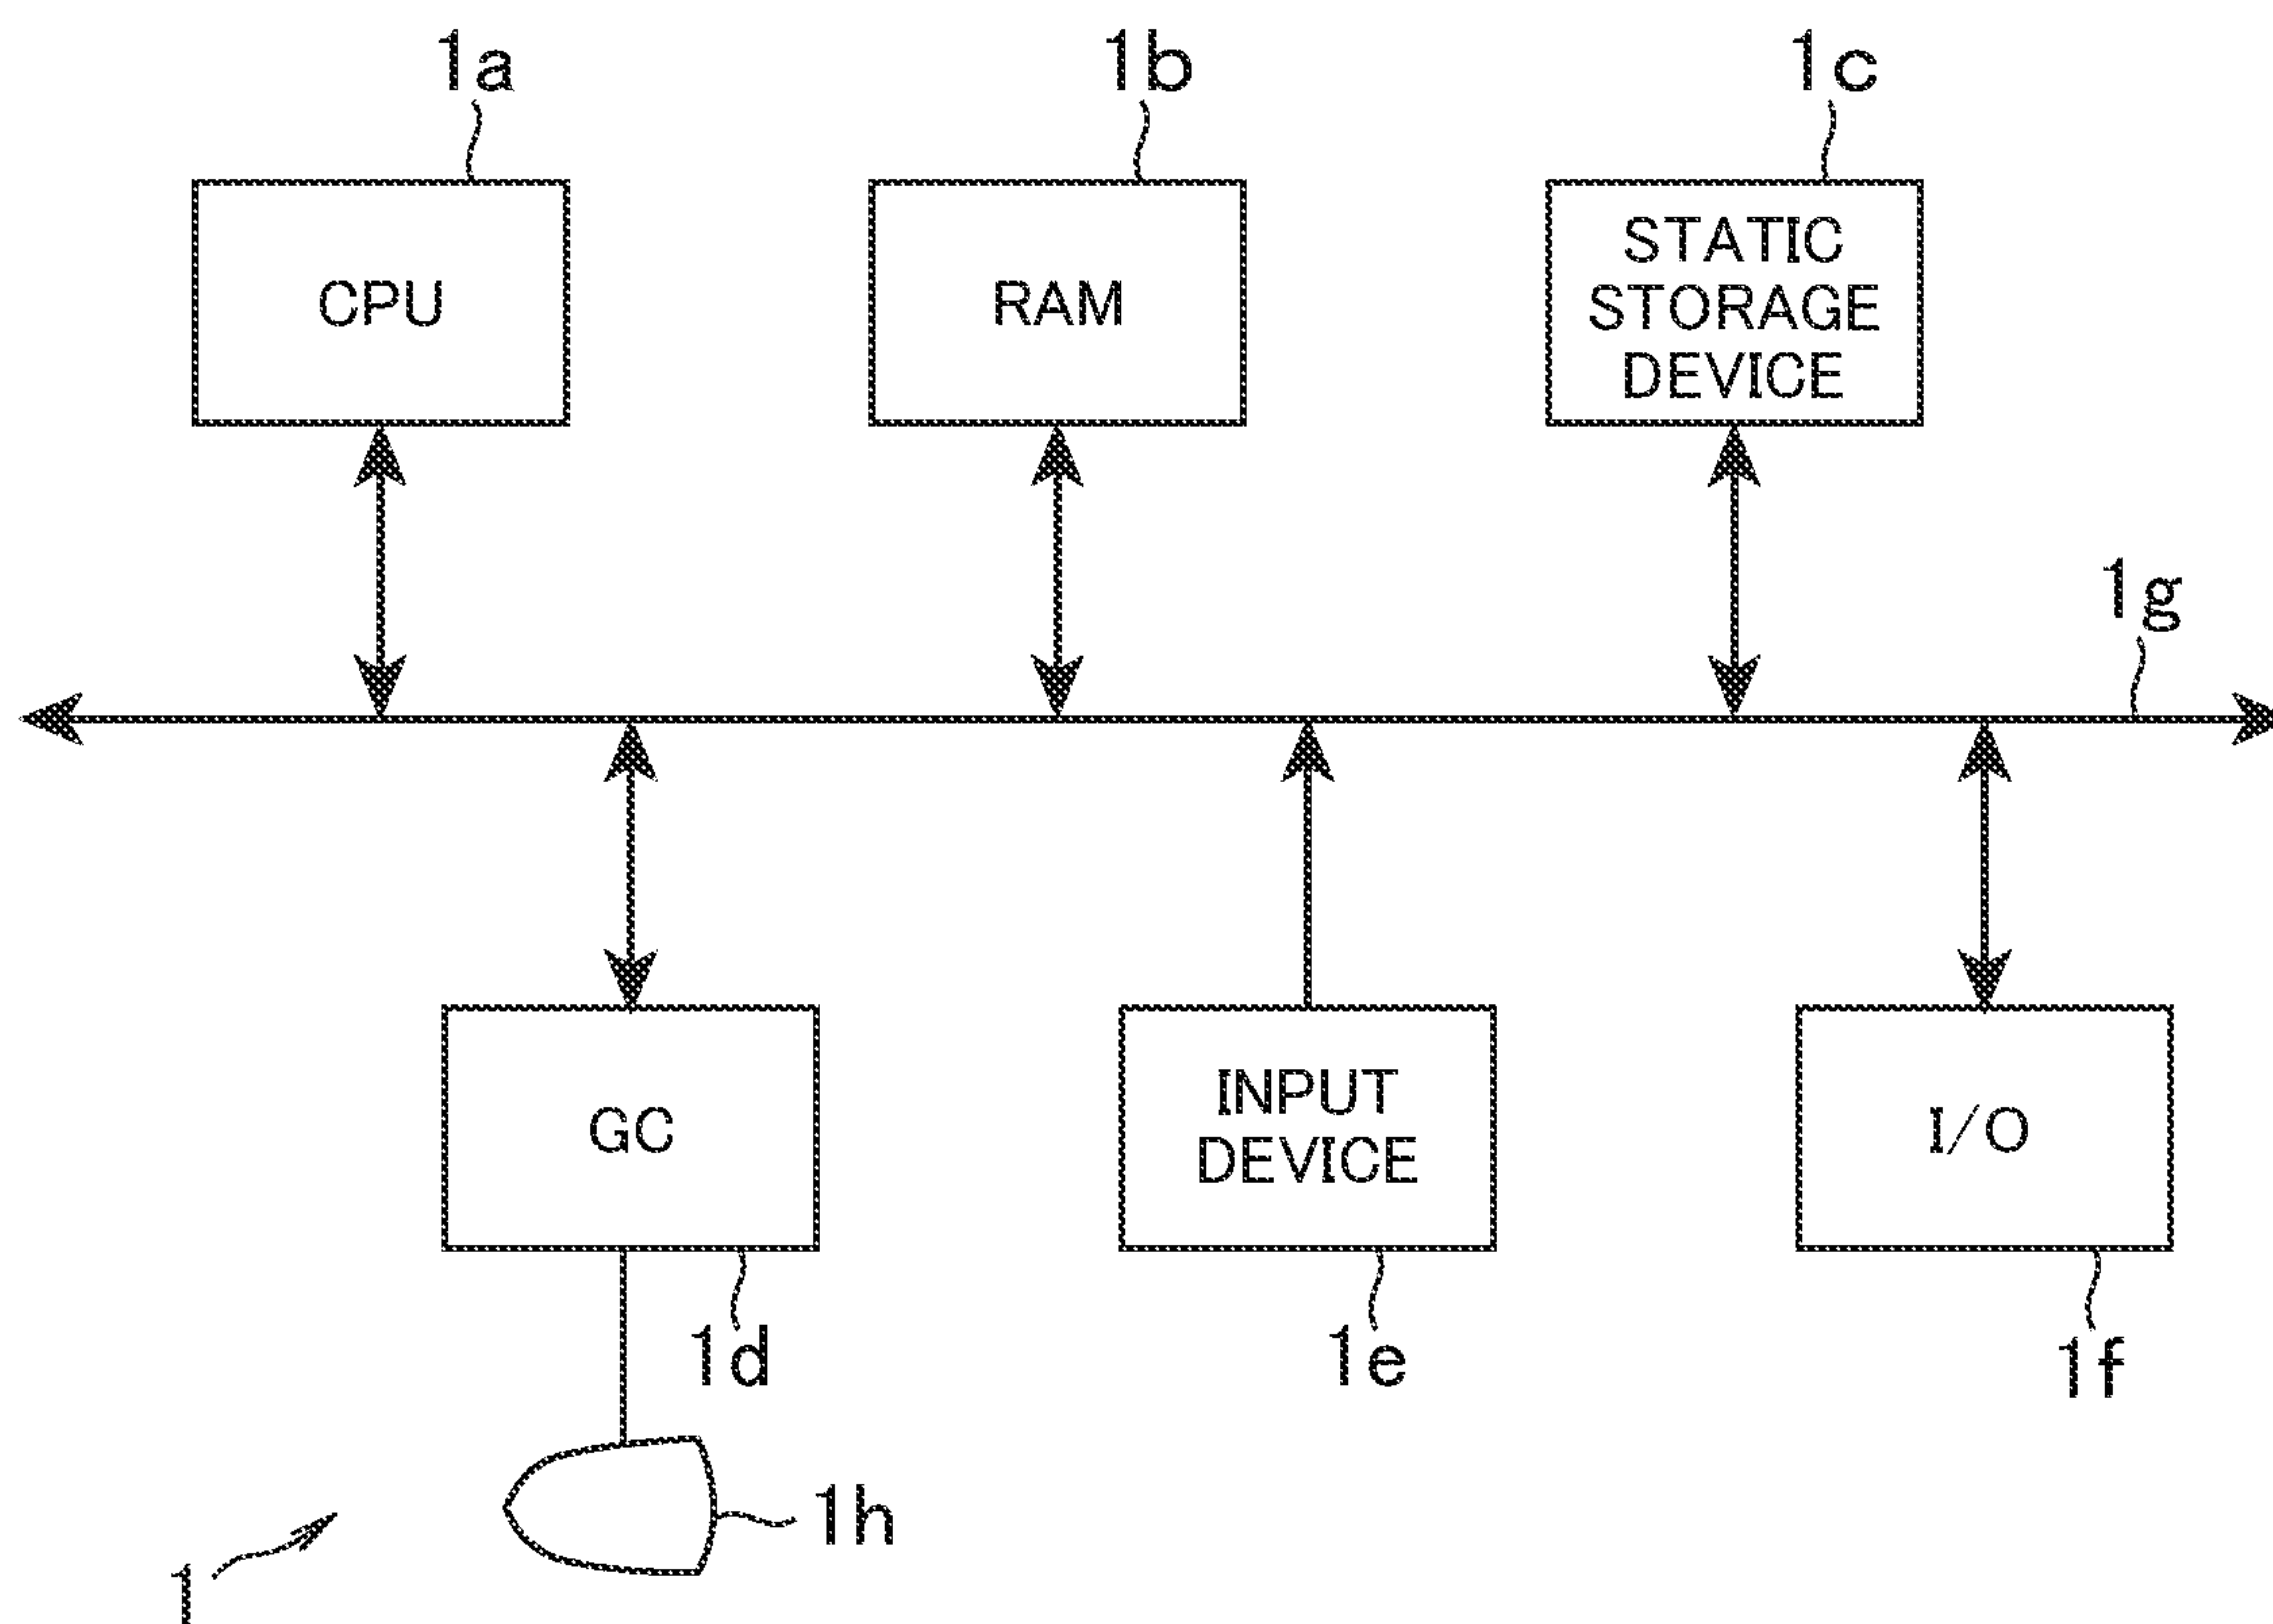 1a
1b
1c
CPU
RAM
STATIC
STORAGE
DEVICE
1g
GC
INPUT
DEVICE
I/O
1d
1e
1f
1h
1